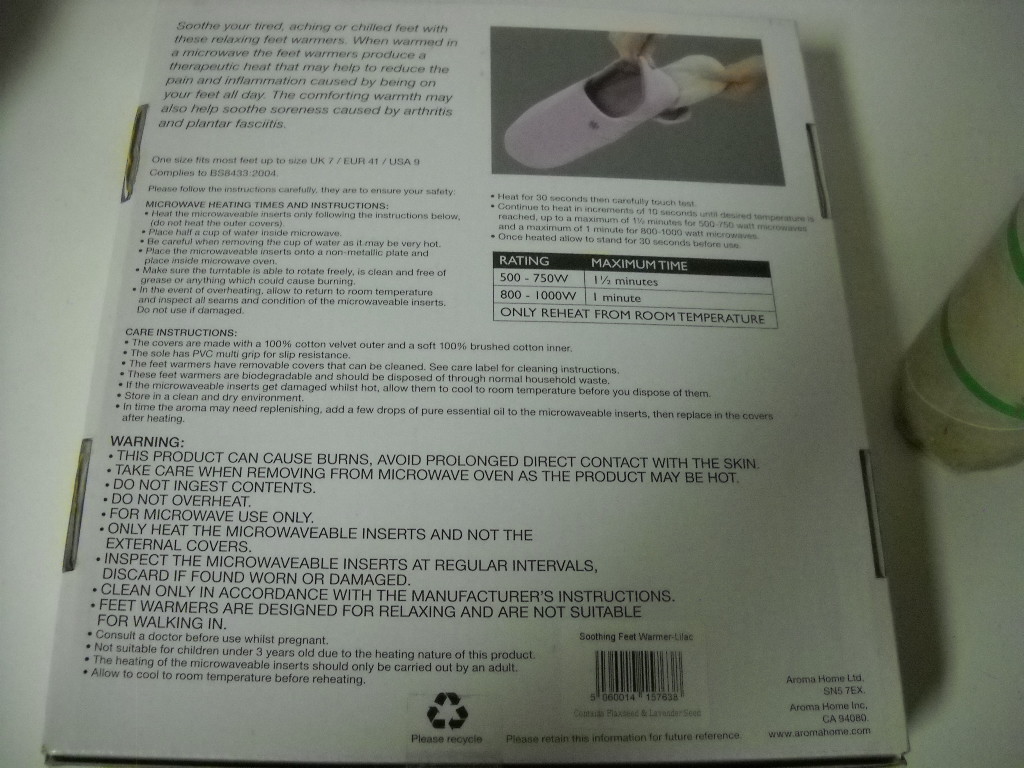 Soothe your tired, aching or chilled feet with
these relaxing feet warmers. When warmed in
a microwave the feet warmers produce a
therapeutic heat that may help to reduce the
pain and inflammation caused by being on
your feet all day. The comforting warmth may
also help soothe soreness caused by arthritis
and plantar fasciitis.
One size fits most feet up to size UK 7 / EUR 41 / USA 9
Complies to BS8433:2004.
Please follow the instructions carefully, they are to ensure your safety:
MICROWAVE HEATING TIMES AND INSTRUCTIONS:
• Heat the microwaveable inserts only following the instructions below,
(do not heat the outer covers).
• Place half a cup of water inside microwave.
• Be careful when removing the cup of water as it may be very hot.
• Place the microwaveable inserts onto a non-metallic plate and
place inside microwave oven.
• Make sure the turntable is able to rotate freely, is clean and free of
grease or anything which could cause burning.
• In the event of overheating, allow to return to room temperature
and inspect all seams and condition of the microwaveable inserts.
Do not use if damaged.
• Heat for 30 seconds then carefully touch test.
• Continue to heat in increments of 10 seconds until desired temperature is
reached, up to a maximum of 1½ minutes for 500-750 watt microwaves
and a maximum of 1 minute for 800-1000 watt microwaves.
• Once heated allow to stand for 30 seconds before use.
RATING MAXIMUM TIME
500 - 750W 1½ minutes
800 - 1000W 1 minute
ONLY REHEAT FROM ROOM TEMPERATURE
CARE INSTRUCTIONS:
• The covers are made with a 100% cotton velvet outer and a soft 100% brushed cotton inner.
• The sole has PVC multi grip for slip resistance.
• The feet warmers have removable covers that can be cleaned. See care label for cleaning instructions.
• These feet warmers are biodegradable and should be disposed of through normal household waste.
• If the microwaveable inserts get damaged whilst hot, allow them to cool to room temperature before you dispose of them.
• Store in a clean and dry environment.
• In time the aroma may need replenishing, add a few drops of pure essential oil to the microwaveable inserts, then replace in the covers
after heating.
WARNING:
• THIS PRODUCT CAN CAUSE BURNS, AVOID PROLONGED DIRECT CONTACT WITH THE SKIN.
• TAKE CARE WHEN REMOVING FROM MICROWAVE OVEN AS THE PRODUCT MAY BE HOT.
• DO NOT INGEST CONTENTS.
• DO NOT OVERHEAT.
• FOR MICROWAVE USE ONLY.
• ONLY HEAT THE MICROWAVEABLE INSERTS AND NOT THE
EXTERNAL COVERS.
• INSPECT THE MICROWAVEABLE INSERTS AT REGULAR INTERVALS,
DISCARD IF FOUND WORN OR DAMAGED.
• CLEAN ONLY IN ACCORDANCE WITH THE MANUFACTURER'S INSTRUCTIONS.
• FEET WARMERS ARE DESIGNED FOR RELAXING AND ARE NOT SUITABLE
FOR WALKING IN.
• Consult a doctor before use whilst pregnant.
• Not suitable for children under 3 years old due to the heating nature of this product.
• The heating of the microwaveable inserts should only be carried out by an adult.
• Allow to cool to room temperature before reheating.
Soothing Feet Warmer-Lilac
5 060014 157638
Contains Flaxseed & Lavender Seed
Please recycle
Please retain this information for future reference.
Aroma Home Ltd,
SN5 7EX.
Aroma Home Inc,
CA 94080.
www.aromahome.com